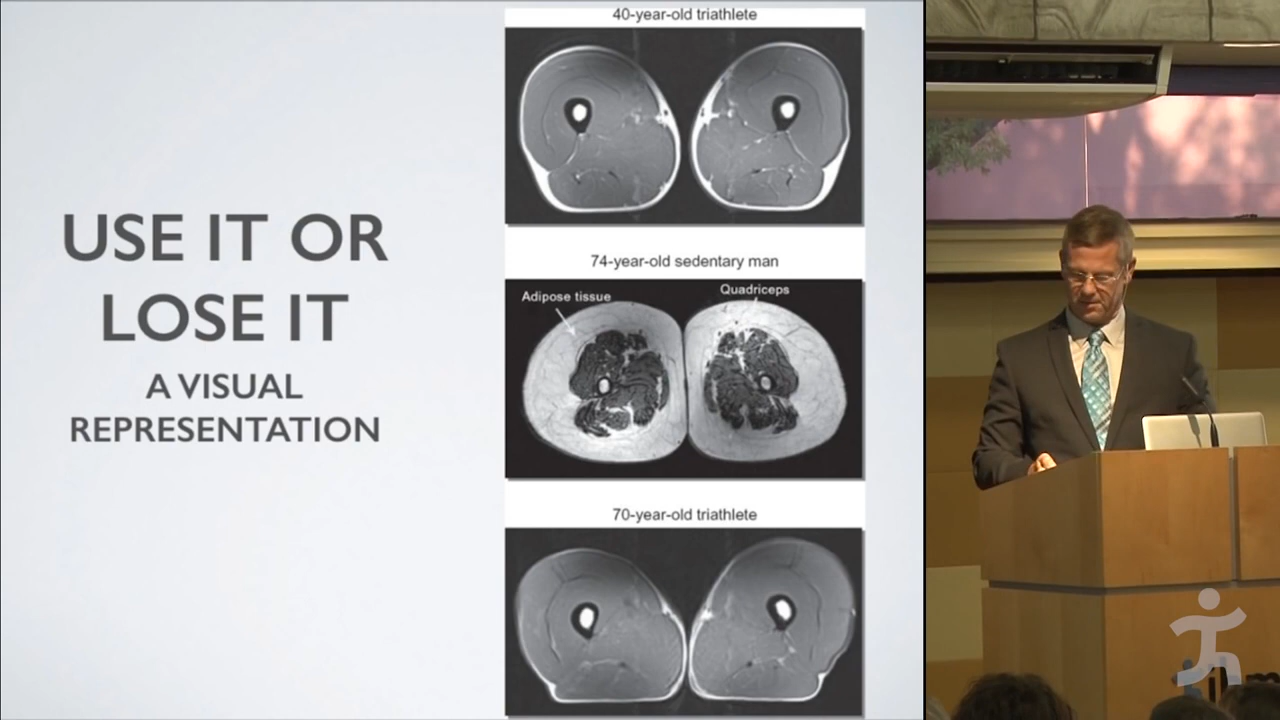 USE IT OR
LOSE IT
A VISUAL
REPRESENTATION
40-year-old triathlete
74-year-old sedentary man
Adipose tissue
Quadriceps
70-year-old triathlete